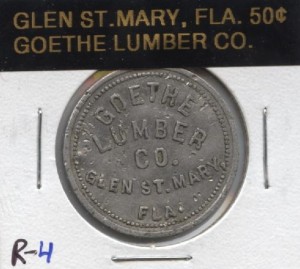 GLEN ST.MARY, FLA. 50¢
GOETHE LUMBER CO.
GOETHE
LUMBER
CO.
GLEN ST. MARY,
FLA.
R-4